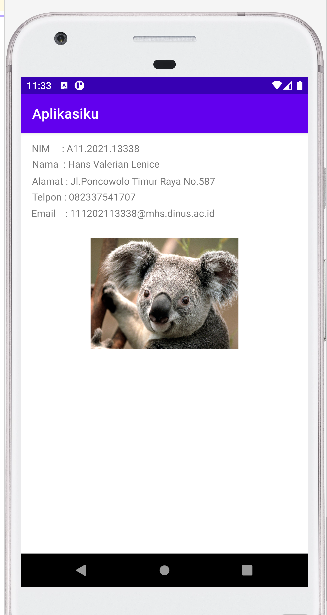 11:33
Aplikasiku
NIM : A11.2021.13338
Nama : Hans Valerian Lenice
Alamat : Jl.Poncowolo Timur Raya No.587
Telpon : 082337541707
Email : 111202113338@mhs.dinus.ac.id